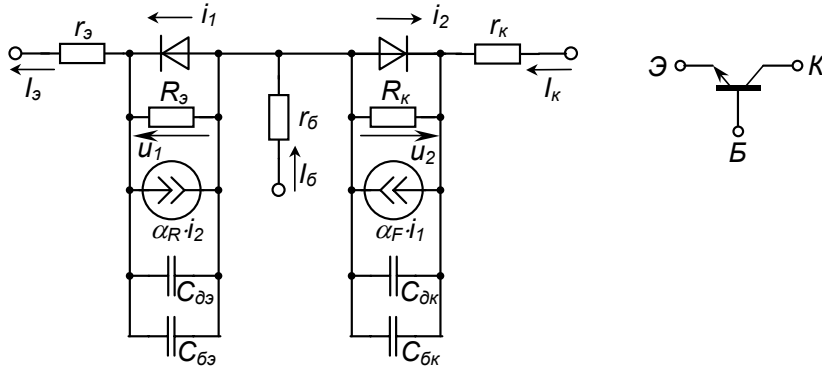 i₁ i₂
rэ rк
Iэ Rэ Rк Iк
rб
u₁ u₂
Iб
αR·i₂ αF·i₁
Cдэ Cдк
Cбэ Cбк
Э К
Б